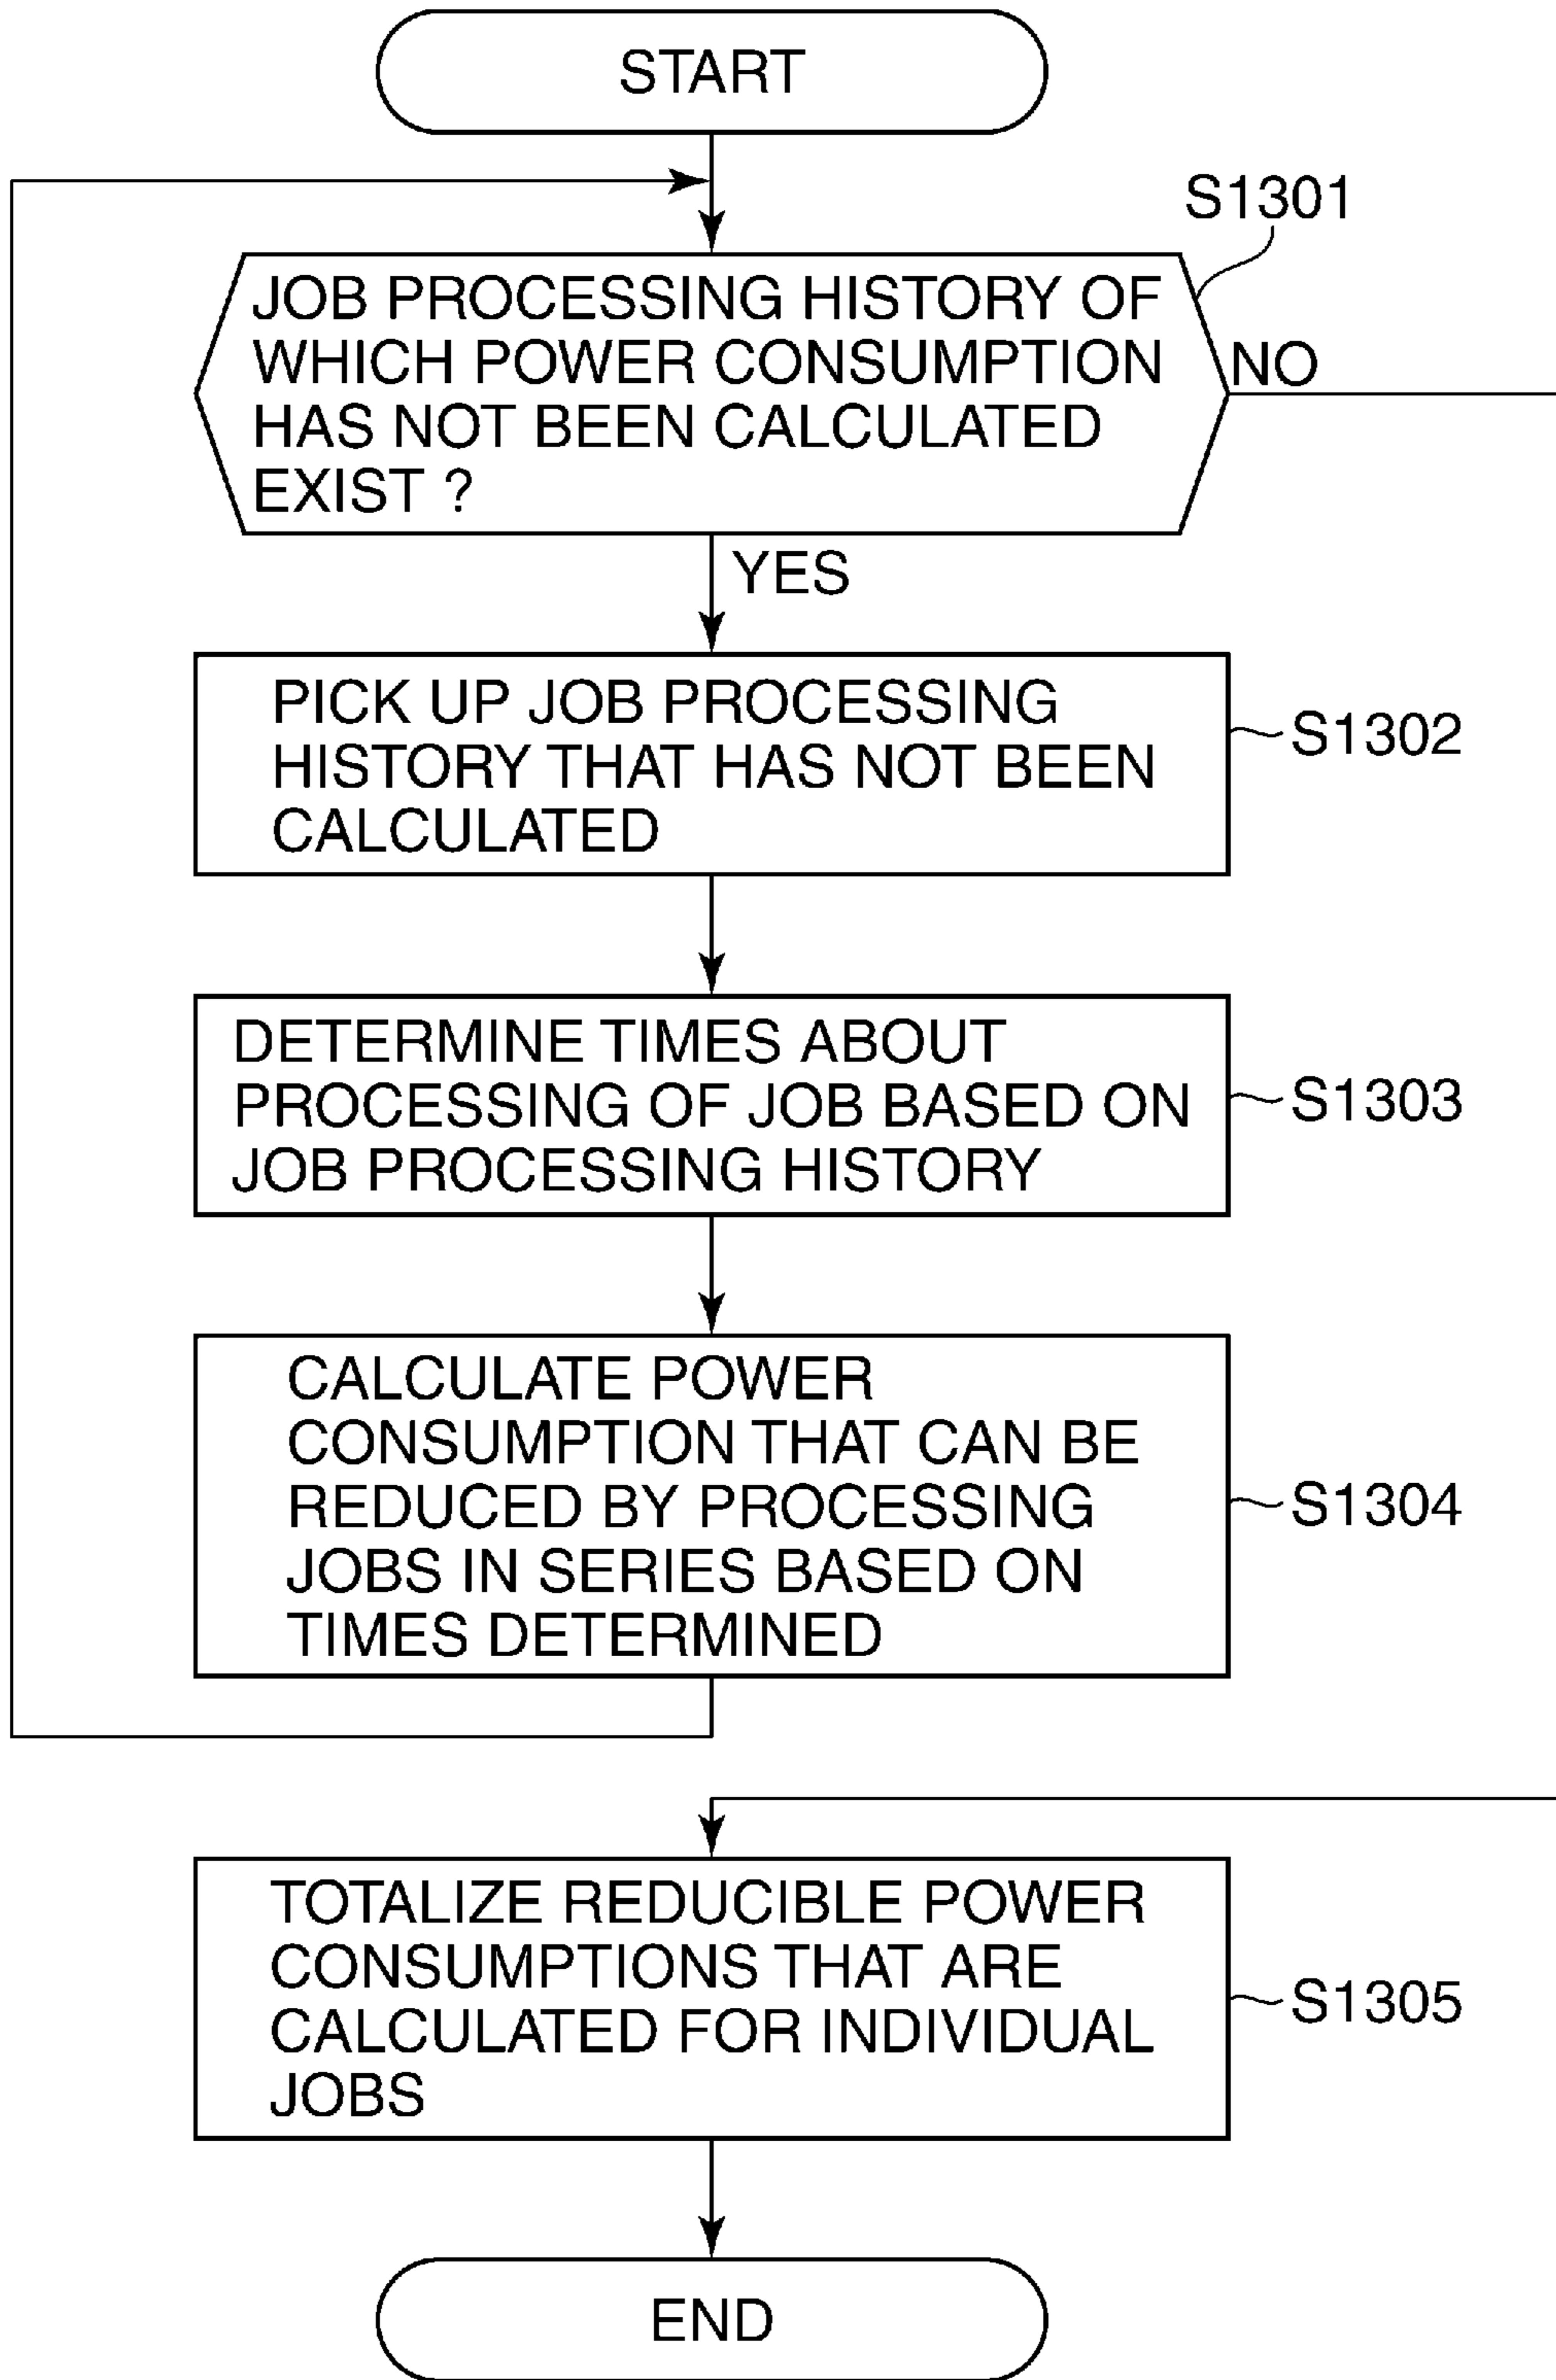 START
S1301
JOB PROCESSING HISTORY OF
WHICH POWER CONSUMPTION
HAS NOT BEEN CALCULATED
EXIST ?
NO
YES
PICK UP JOB PROCESSING
HISTORY THAT HAS NOT BEEN
CALCULATED
S1302
DETERMINE TIMES ABOUT
PROCESSING OF JOB BASED ON
JOB PROCESSING HISTORY
S1303
CALCULATE POWER
CONSUMPTION THAT CAN BE
REDUCED BY PROCESSING
JOBS IN SERIES BASED ON
TIMES DETERMINED
S1304
TOTALIZE REDUCIBLE POWER
CONSUMPTIONS THAT ARE
CALCULATED FOR INDIVIDUAL
JOBS
S1305
END